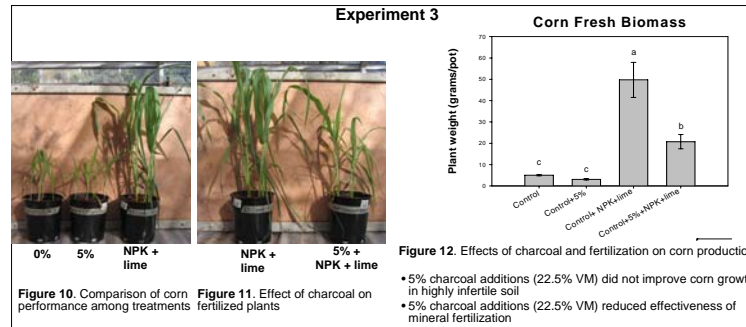 Experiment 3
0%
5%
NPK +
lime
Figure 10. Comparison of corn
performance among treatments
NPK +
lime
5% +
NPK + lime
Figure 11. Effect of charcoal on
fertilized plants
Corn Fresh Biomass
Plant weight (grams/pot)
70
60
50
40
30
20
10
0
c
c
a
b
Control
Control+5%
Control+ NPK+lime
Control+5%+NPK+lime
Figure 12. Effects of charcoal and fertilization on corn productio
• 5% charcoal additions (22.5% VM) did not improve corn growt
in highly infertile soil
• 5% charcoal additions (22.5% VM) reduced effectiveness of
mineral fertilization